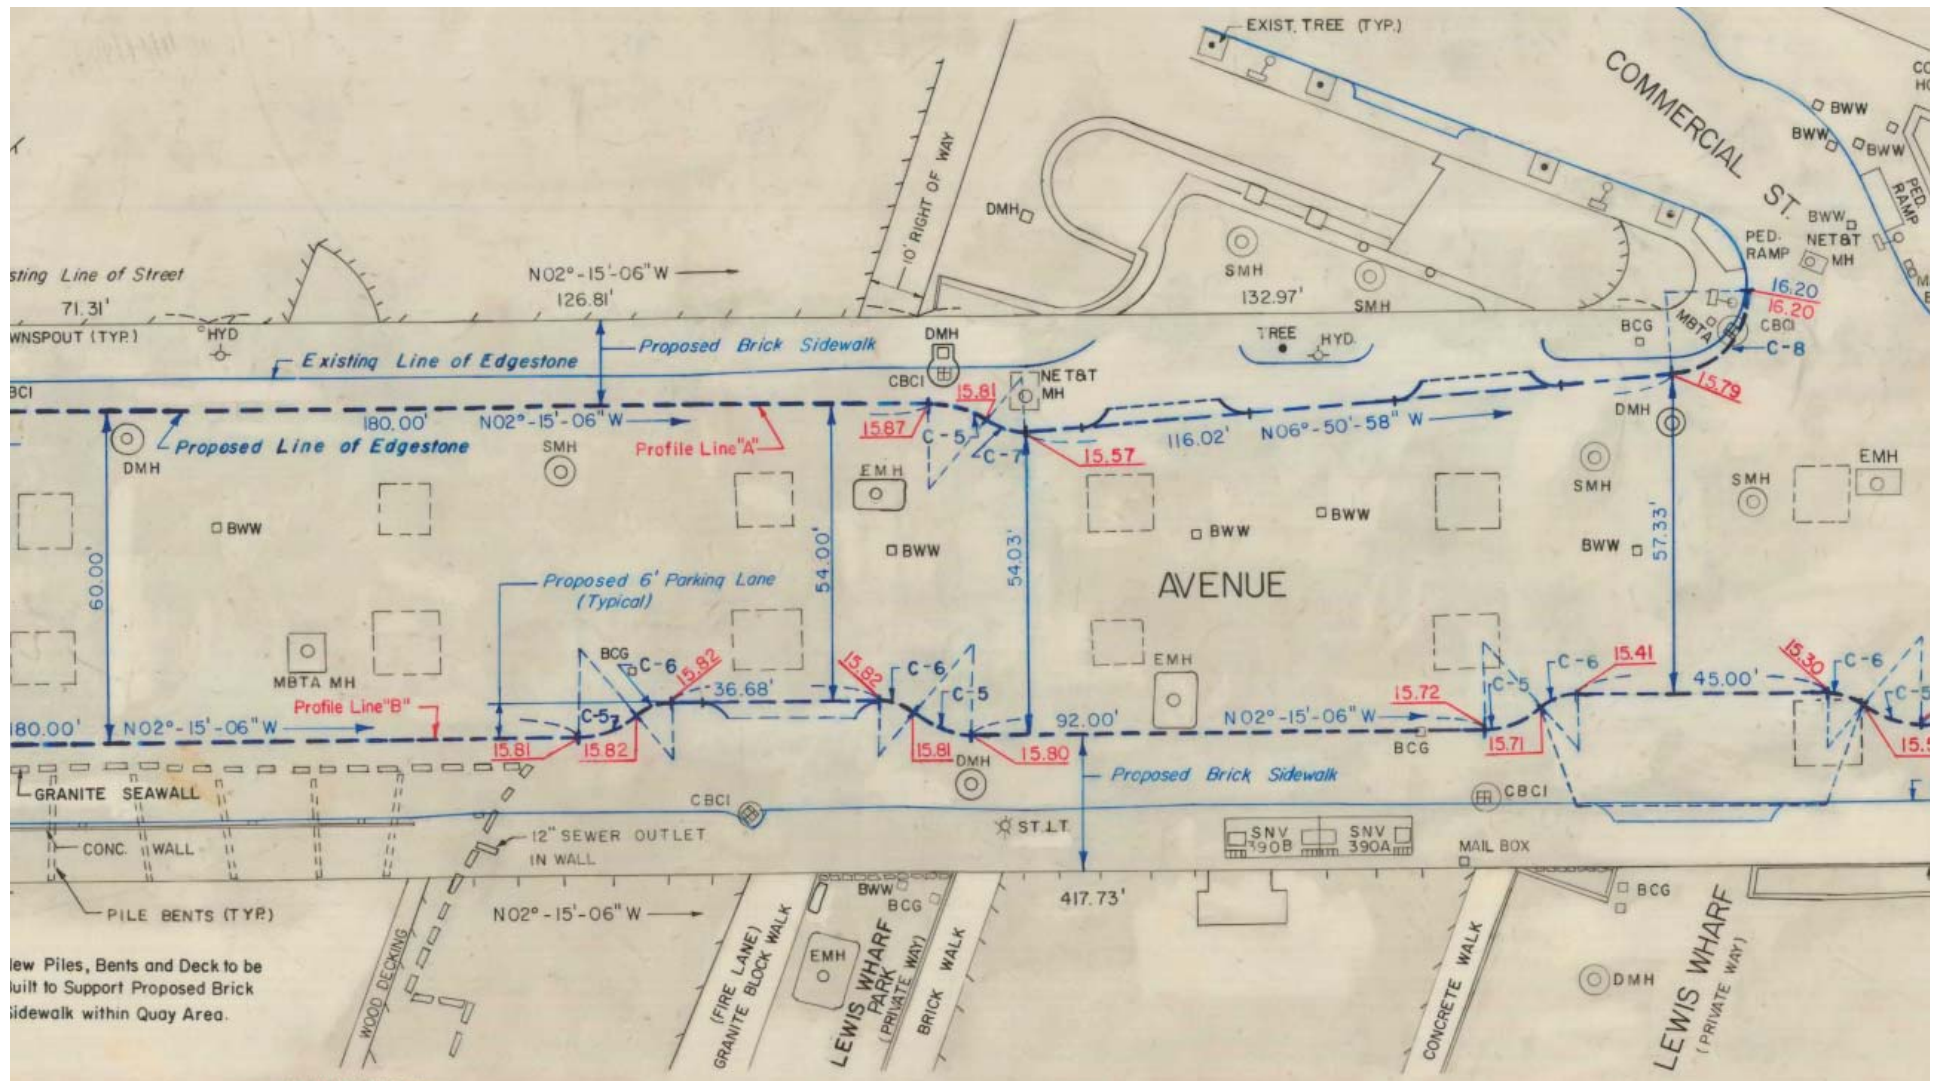 EXIST. TREE (TYP.)
COMMERCIAL ST.
BWW
BWW
BWW
PED. RAMP
BWW
NET&T
MH
PED.
RAMP
10' RIGHT OF WAY
DMH
SMH
SMH
Line of Street
71.31'
N02°-15'-06" W
126.81'
132.97'
16.20
16.20
(TYP.)
HYD
DMH
TREE
HYD.
BCG
MBTA
CBCI
C-8
Existing Line of Edgestone
Proposed Brick Sidewalk
CBCI
NET&T
MH
15.81
15.79
180.00'
N02°-15'-06" W
15.87
C-5
C-7
15.57
116.02'
N06°-50'-58" W
DMH
Proposed Line of Edgestone
Profile Line "A"
DMH
SMH
EMH
SMH
SMH
EMH
BWW
BWW
BWW
BWW
BWW
60.00'
54.00'
54.03'
57.33'
Proposed 6' Parking Lane
(Typical)
AVENUE
MBTA MH
BCG
C-6
15.82
36.68'
15.82
C-6
C-5
EMH
15.72
C-5
C-6
15.41
45.00'
15.30
C-6
Profile Line "B"
180.00'
N02°-15'-06" W
C-5
15.81
15.82
15.81
15.80
DMH
92.00'
N02°-15'-06" W
BCG
15.71
GRANITE SEAWALL
Proposed Brick Sidewalk
CBCI
CBCI
CONC. WALL
12" SEWER OUTLET
IN WALL
ST. LT.
SNV
390B
SNV
390A
MAIL BOX
PILE BENTS (TYP.)
N02°-15'-06" W
417.73'
BWW
BCG
BCG
EMH
DMH
Piles, Bents and Deck to be
to Support Proposed Brick
within Quay Area.
WOOD DECKING
(FIRE LANE)
GRANITE BLOCK WALK
LEWIS WHARF
PARK
(PRIVATE WAY)
BRICK WALK
CONCRETE WALK
LEWIS WHARF
(PRIVATE WAY)